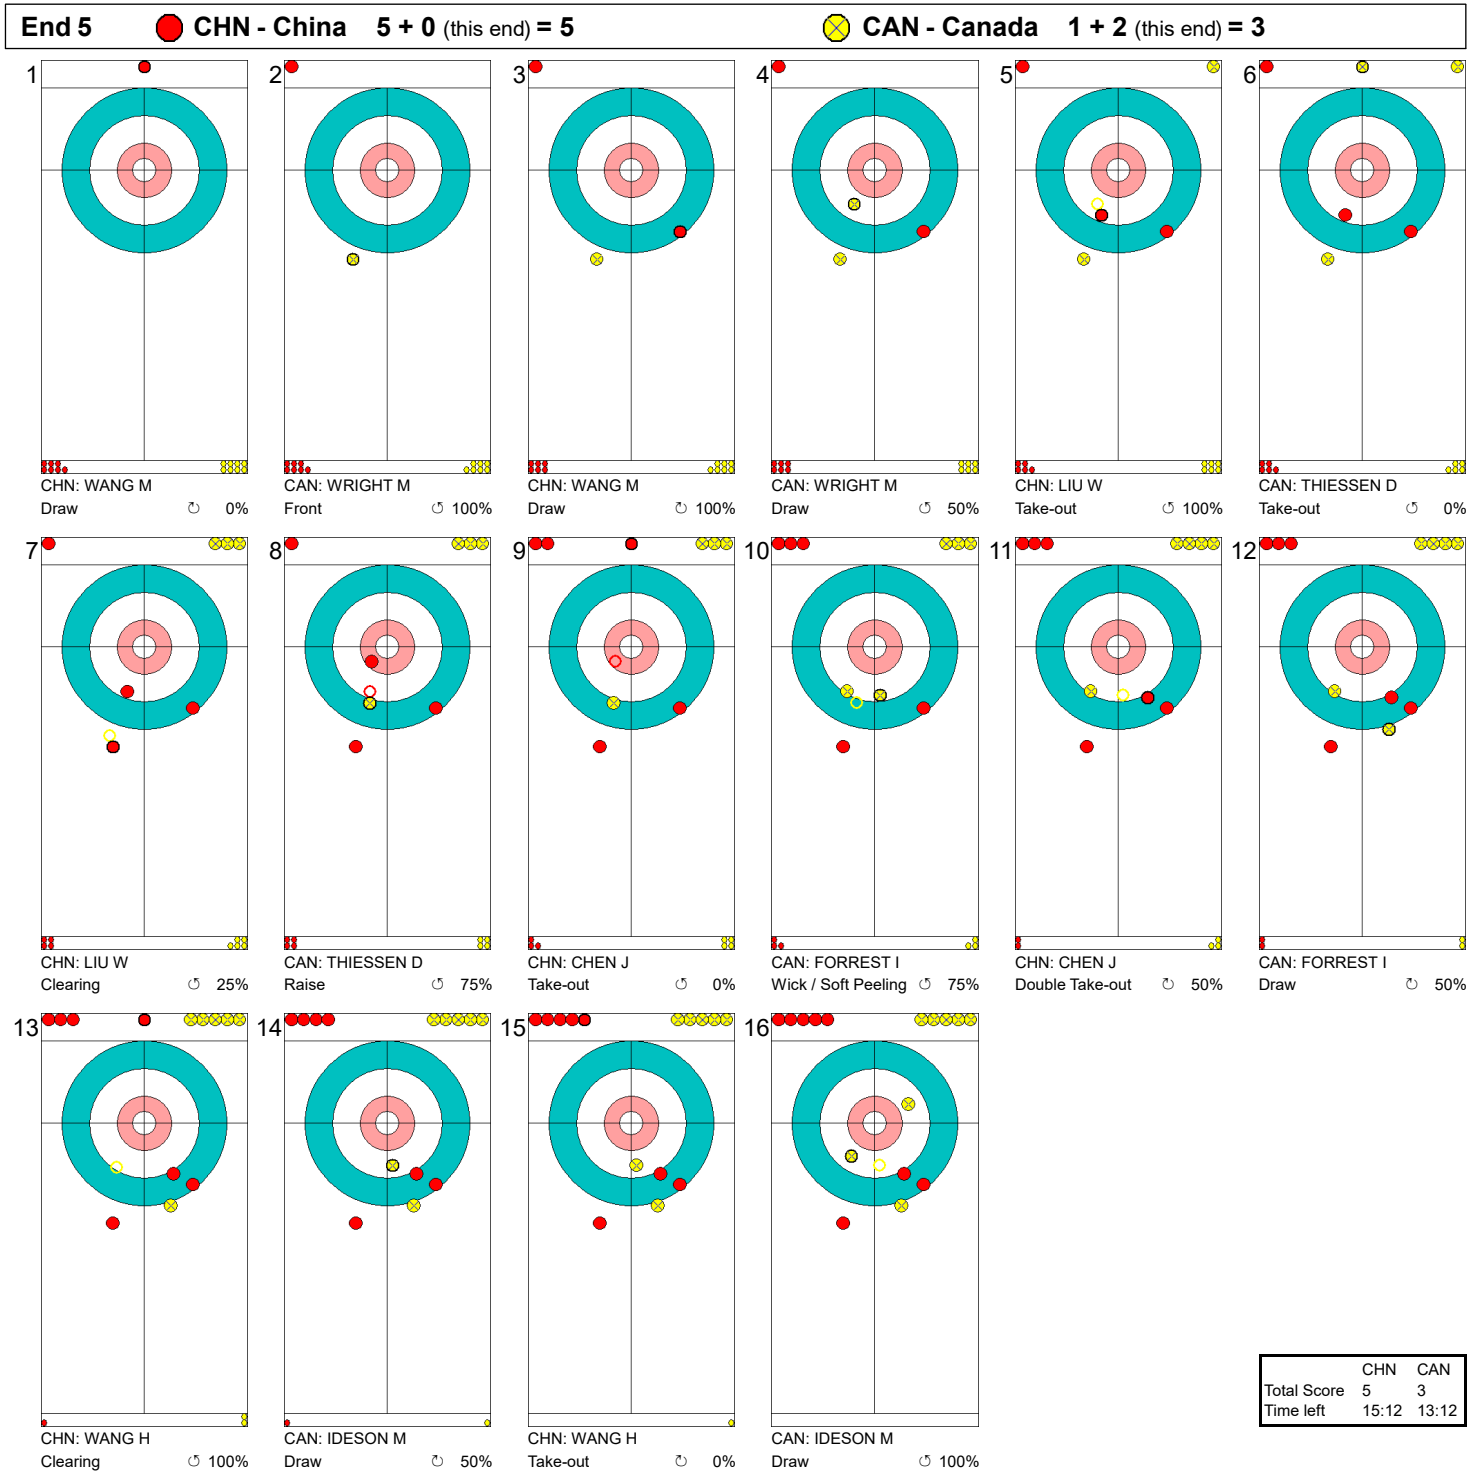 End 5 CHN - China 5 + 0 (this end) = 5 CAN - Canada 1 + 2 (this end) = 3
1 2 3 4 5 6
CHN: WANG M CAN: WRIGHT M CHN: WANG M CAN: WRIGHT M CHN: LIU W CAN: THIESSEN D
Draw ↻ 0% Front ↺ 100% Draw ↻ 100% Draw ↺ 50% Take-out ↺ 100% Take-out ↺ 0%
7 8 9 10 11 12
CHN: LIU W CAN: THIESSEN D CHN: CHEN J CAN: FORREST I CHN: CHEN J CAN: FORREST I
Clearing ↺ 25% Raise ↺ 75% Take-out ↺ 0% Wick / Soft Peeling ↺ 75% Double Take-out ↻ 50% Draw ↻ 50%
13 14 15 16
CHN: WANG H CAN: IDESON M CHN: WANG H CAN: IDESON M
Clearing ↺ 100% Draw ↻ 50% Take-out ↻ 0% Draw ↺ 100%
CHN CAN
Total Score 5 3
Time left 15:12 13:12